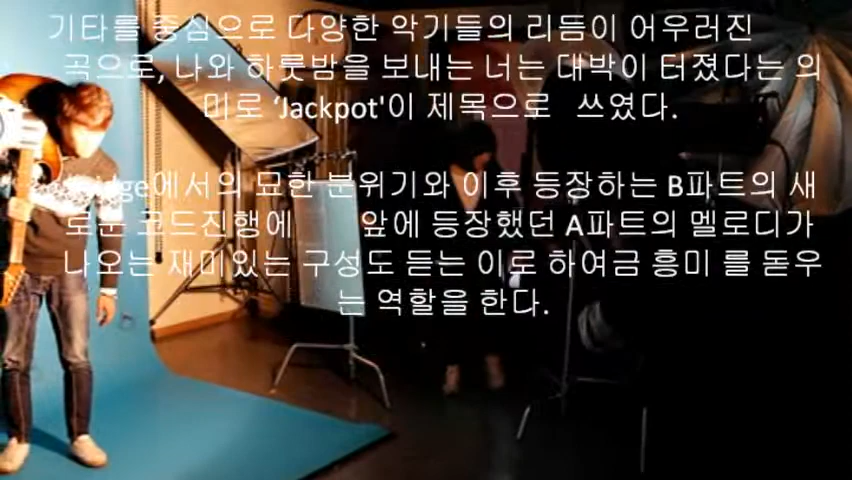 기타를 중심으로 다양한 악기들의 리듬이 어우러진
곡으로, 나와 하룻밤을 보내는 너는 대박이 터졌다는 의
미로 ‘Jackpot'이 제목으로 쓰였다.
Bridge에서의 묘한 분위기와 이후 등장하는 B파트의 새
로운 코드진행에 앞에 등장했던 A파트의 멜로디가
나오는 재미있는 구성도 듣는 이로 하여금 흥미 를 돋우
는 역할을 한다.